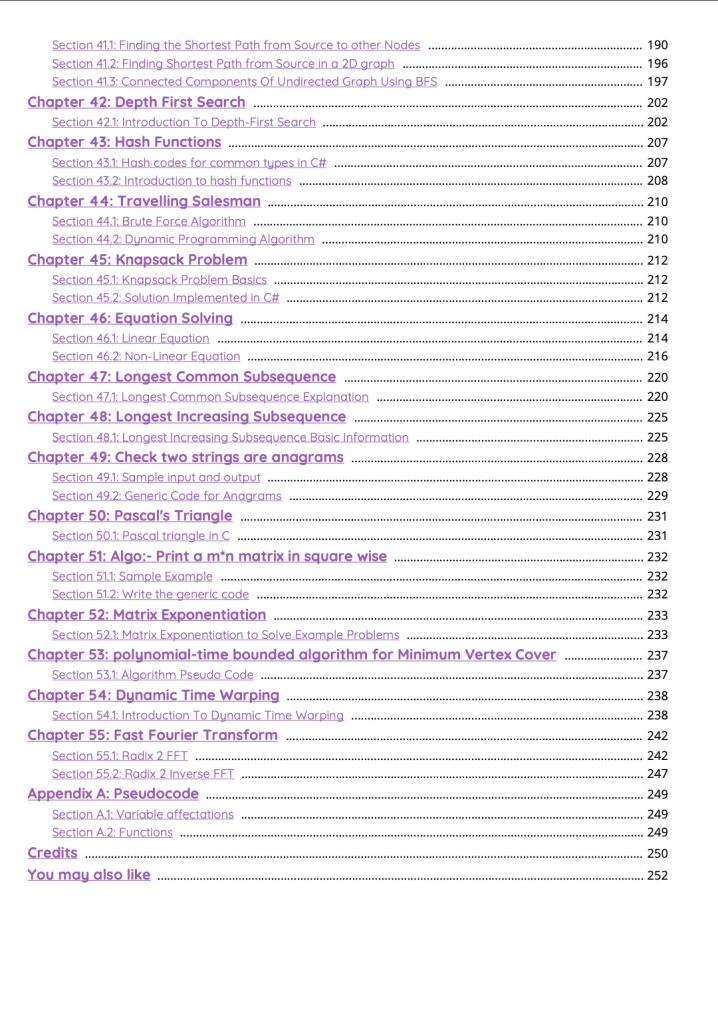 Section 41.1: Finding the Shortest Path from Source to other Nodes ........................................ 190
Section 41.2: Finding Shortest Path from Source in a 2D graph ........................................ 196
Section 41.3: Connected Components Of Undirected Graph Using BFS ........................................ 197
Chapter 42: Depth First Search ........................................ 202
Section 42.1: Introduction To Depth-First Search ........................................ 202
Chapter 43: Hash Functions ........................................ 207
Section 43.1: Hash codes for common types in C# ........................................ 207
Section 43.2: Introduction to hash functions ........................................ 208
Chapter 44: Travelling Salesman ........................................ 210
Section 44.1: Brute Force Algorithm ........................................ 210
Section 44.2: Dynamic Programming Algorithm ........................................ 210
Chapter 45: Knapsack Problem ........................................ 212
Section 45.1: Knapsack Problem Basics ........................................ 212
Section 45.2: Solution Implemented in C# ........................................ 212
Chapter 46: Equation Solving ........................................ 214
Section 46.1: Linear Equation ........................................ 214
Section 46.2: Non-Linear Equation ........................................ 216
Chapter 47: Longest Common Subsequence ........................................ 220
Section 47.1: Longest Common Subsequence Explanation ........................................ 220
Chapter 48: Longest Increasing Subsequence ........................................ 225
Section 48.1: Longest Increasing Subsequence Basic Information ........................................ 225
Chapter 49: Check two strings are anagrams ........................................ 228
Section 49.1: Sample input and output ........................................ 228
Section 49.2: Generic Code for Anagrams ........................................ 229
Chapter 50: Pascal's Triangle ........................................ 231
Section 50.1: Pascal triangle in C ........................................ 231
Chapter 51: Algo:- Print a m*n matrix in square wise ........................................ 232
Section 51.1: Sample Example ........................................ 232
Section 51.2: Write the generic code ........................................ 232
Chapter 52: Matrix Exponentiation ........................................ 233
Section 52.1: Matrix Exponentiation to Solve Example Problems ........................................ 233
Chapter 53: polynomial-time bounded algorithm for Minimum Vertex Cover ........................................ 237
Section 53.1: Algorithm Pseudo Code ........................................ 237
Chapter 54: Dynamic Time Warping ........................................ 238
Section 54.1: Introduction To Dynamic Time Warping ........................................ 238
Chapter 55: Fast Fourier Transform ........................................ 242
Section 55.1: Radix 2 FFT ........................................ 242
Section 55.2: Radix 2 Inverse FFT ........................................ 247
Appendix A: Pseudocode ........................................ 249
Section A.1: Variable affectations ........................................ 249
Section A.2: Functions ........................................ 249
Credits ........................................ 250
You may also like ........................................ 252